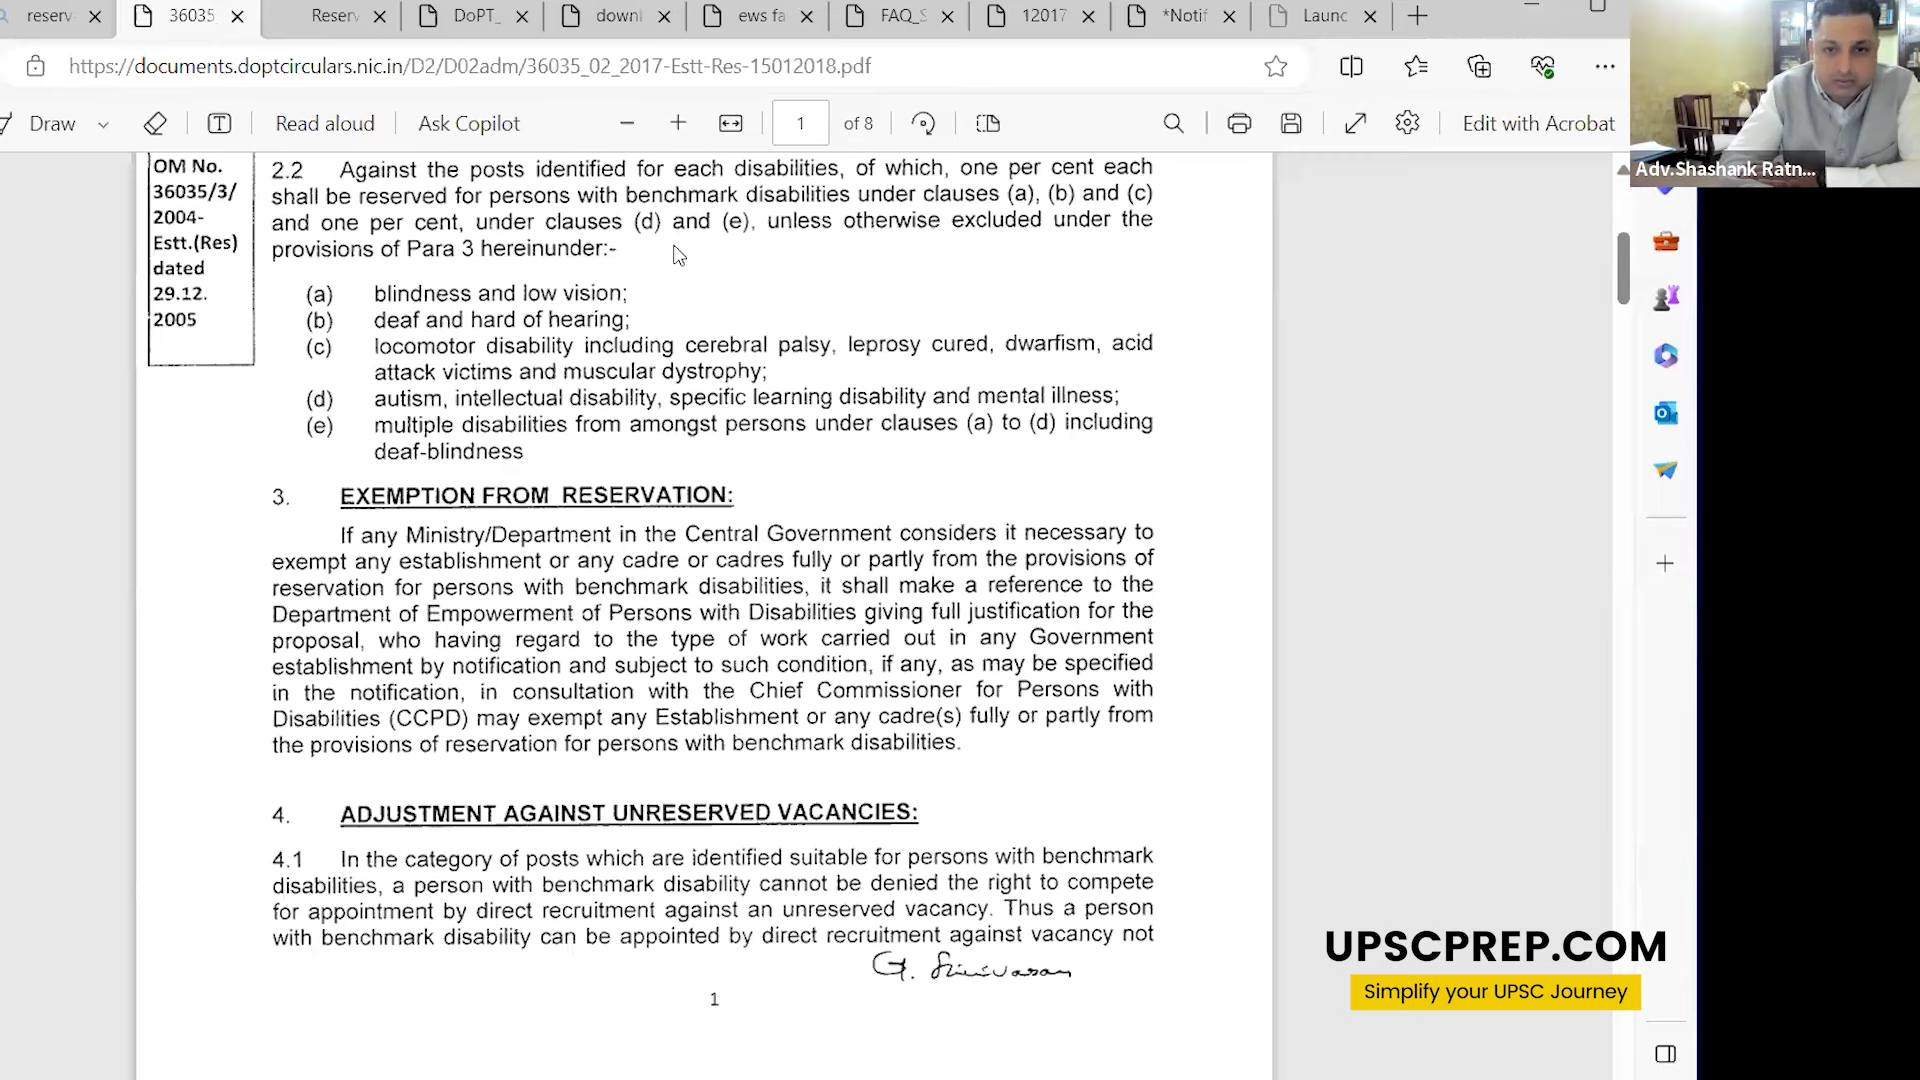 reserv
36035
Reserv
DoPT_
downl
ews fa
FAQ_S
12017
*Notif
Launc
https://documents.doptcirculars.nic.in/D2/D02adm/36035_02_2017-Estt-Res-15012018.pdf
Draw
Read aloud
Ask Copilot
1
of 8
Edit with Acrobat
Adv.Shashank Ratn...
OM No.
36035/3/
2004-
Estt.(Res)
dated
29.12.
2005
2.2 Against the posts identified for each disabilities, of which, one per cent each
shall be reserved for persons with benchmark disabilities under clauses (a), (b) and (c)
and one per cent, under clauses (d) and (e), unless otherwise excluded under the
provisions of Para 3 hereinunder:-
(a) blindness and low vision;
(b) deaf and hard of hearing;
(c) locomotor disability including cerebral palsy, leprosy cured, dwarfism, acid
attack victims and muscular dystrophy;
(d) autism, intellectual disability, specific learning disability and mental illness;
(e) multiple disabilities from amongst persons under clauses (a) to (d) including
deaf-blindness
3. EXEMPTION FROM RESERVATION:
If any Ministry/Department in the Central Government considers it necessary to
exempt any establishment or any cadre or cadres fully or partly from the provisions of
reservation for persons with benchmark disabilities, it shall make a reference to the
Department of Empowerment of Persons with Disabilities giving full justification for the
proposal, who having regard to the type of work carried out in any Government
establishment by notification and subject to such condition, if any, as may be specified
in the notification, in consultation with the Chief Commissioner for Persons with
Disabilities (CCPD) may exempt any Establishment or any cadre(s) fully or partly from
the provisions of reservation for persons with benchmark disabilities.
4. ADJUSTMENT AGAINST UNRESERVED VACANCIES:
4.1 In the category of posts which are identified suitable for persons with benchmark
disabilities, a person with benchmark disability cannot be denied the right to compete
for appointment by direct recruitment against an unreserved vacancy. Thus a person
with benchmark disability can be appointed by direct recruitment against vacancy not
G. Srinivasan
1
UPSCPREP.COM
Simplify your UPSC Journey